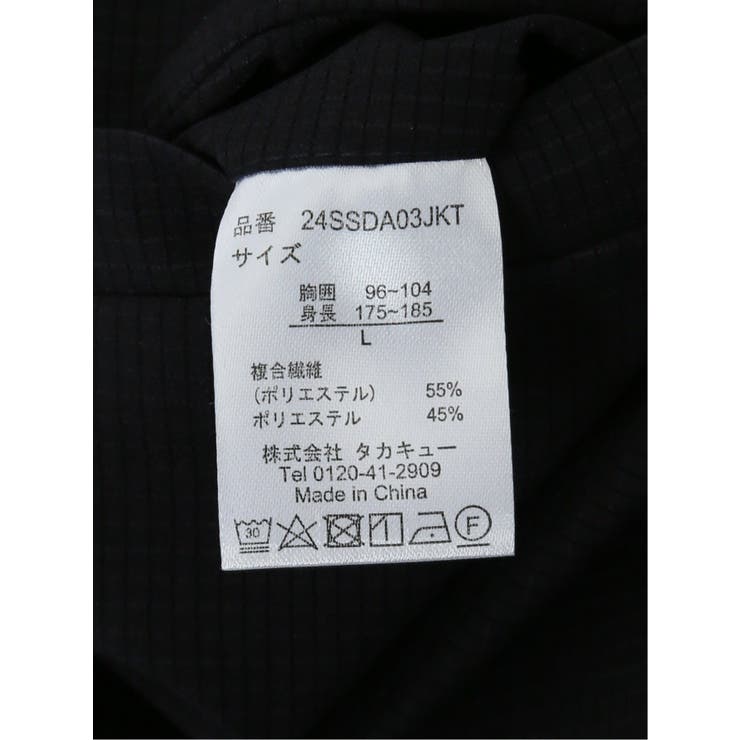 品番 24SSDA03JKT
サイズ
胸囲 96~104
身長 175~185
L
複合繊維
(ポリエステル) 55%
ポリエステル 45%
株式会社 タカキュー
Tel 0120-41-2909
Made in China
30 F